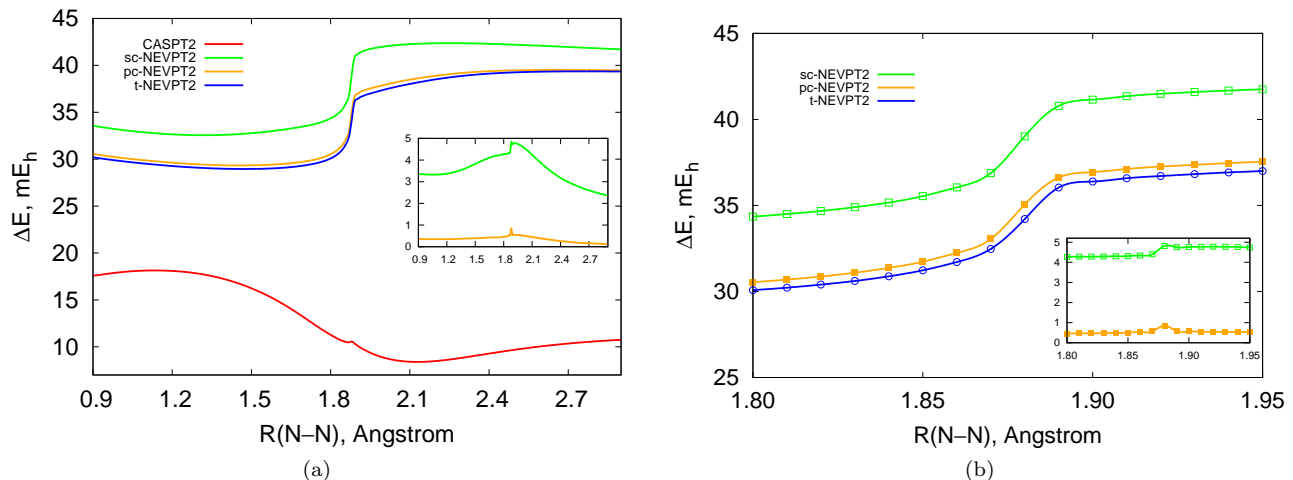 45
40
35
30
25
20
15
10
0.9 1.2 1.5 1.8 2.1 2.4 2.7
ΔE, mE_h
R(N–N), Angstrom
CASPT2
sc-NEVPT2
pc-NEVPT2
t-NEVPT2
5
4
3
2
1
0
0.9 1.2 1.5 1.8 2.1 2.4 2.7
(a)
45
40
35
30
25
1.80 1.85 1.90 1.95
ΔE, mE_h
R(N–N), Angstrom
sc-NEVPT2
pc-NEVPT2
t-NEVPT2
5
4
3
2
1
0
1.80 1.85 1.90 1.95
(b)